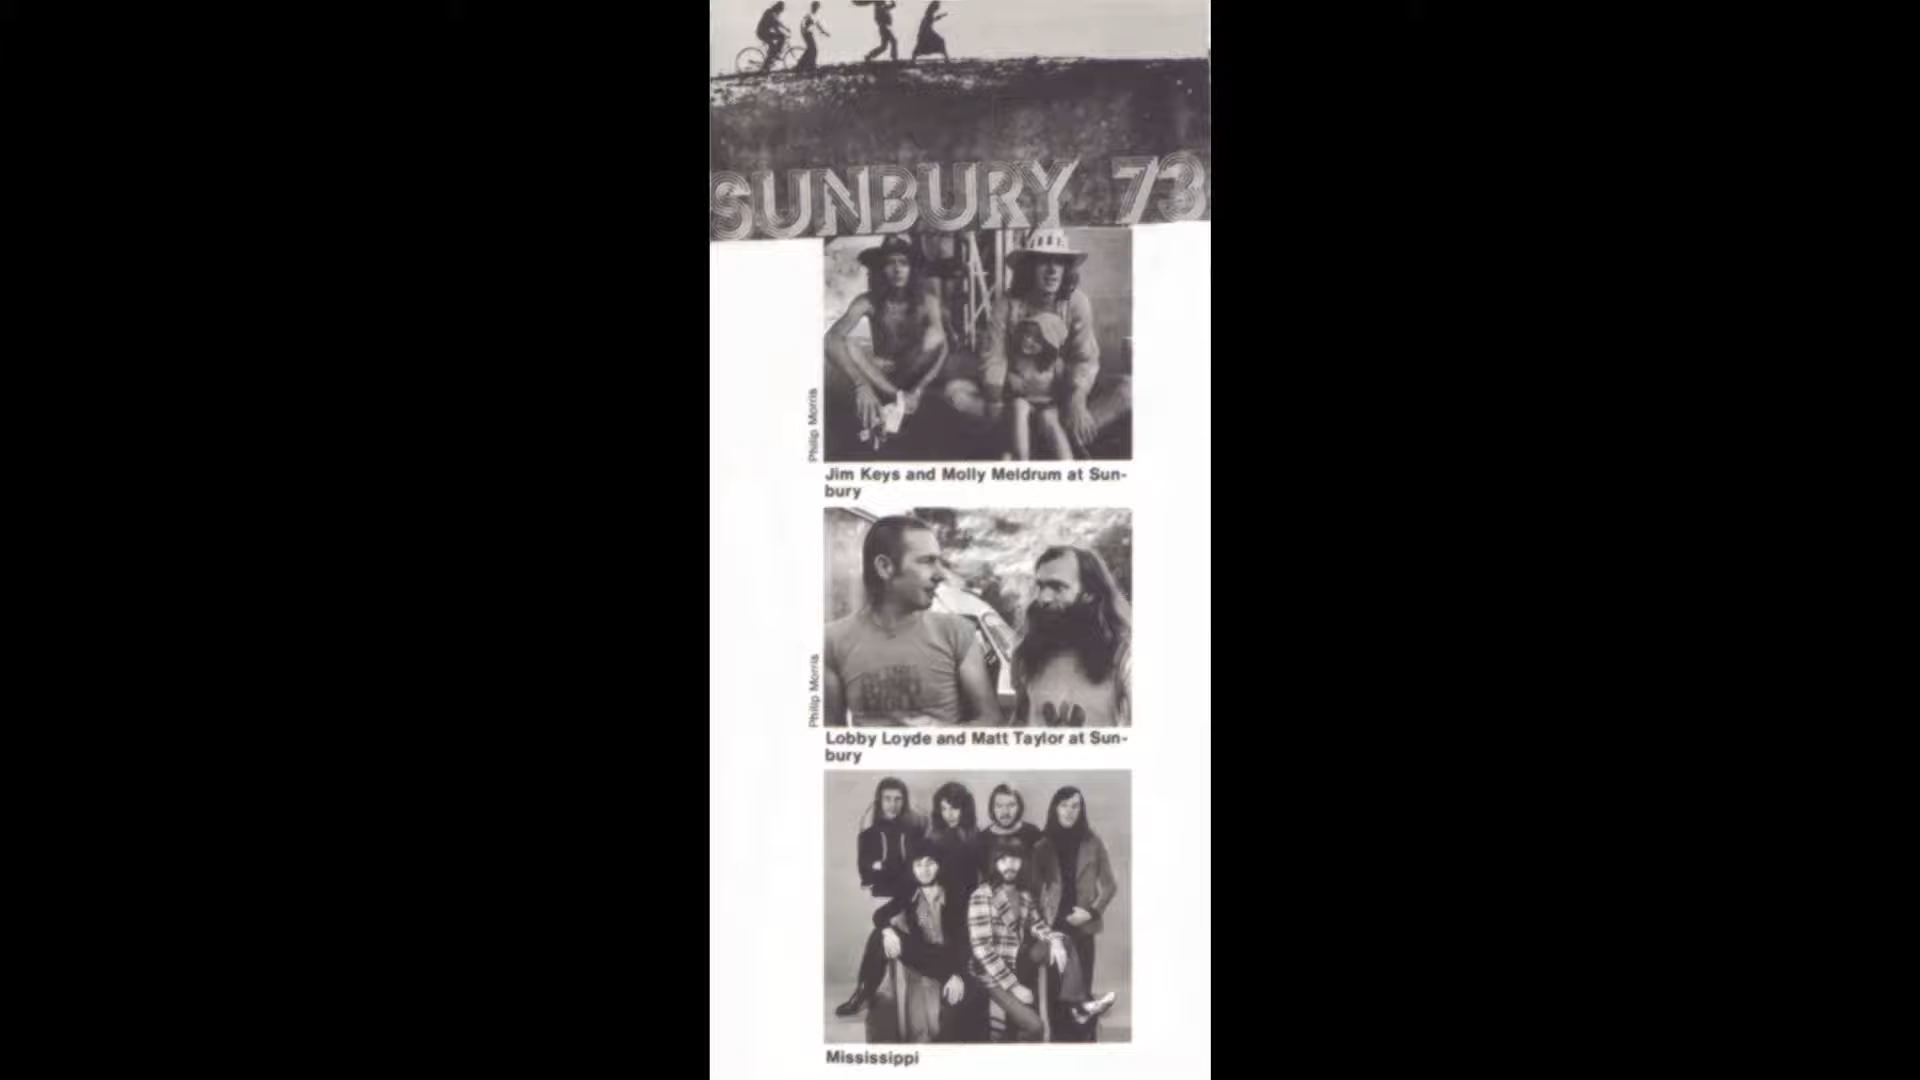 SUNBURY 73
Philip Morris
Jim Keys and Molly Meldrum at Sun-
bury
Philip Morris
Lobby Loyde and Matt Taylor at Sun-
bury
Mississippi